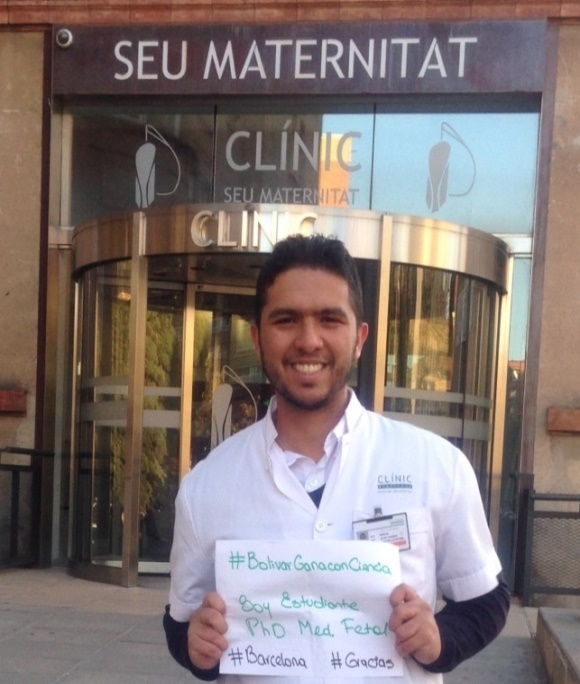 SEU MATERNITAT
CLÍNIC
SEU MATERNITAT
CLÍNIC
CLÍNIC
#BolivarGanaconCiencia
Soy Estudiante
PhD Med. Fetal
#Barcelona #Gracias